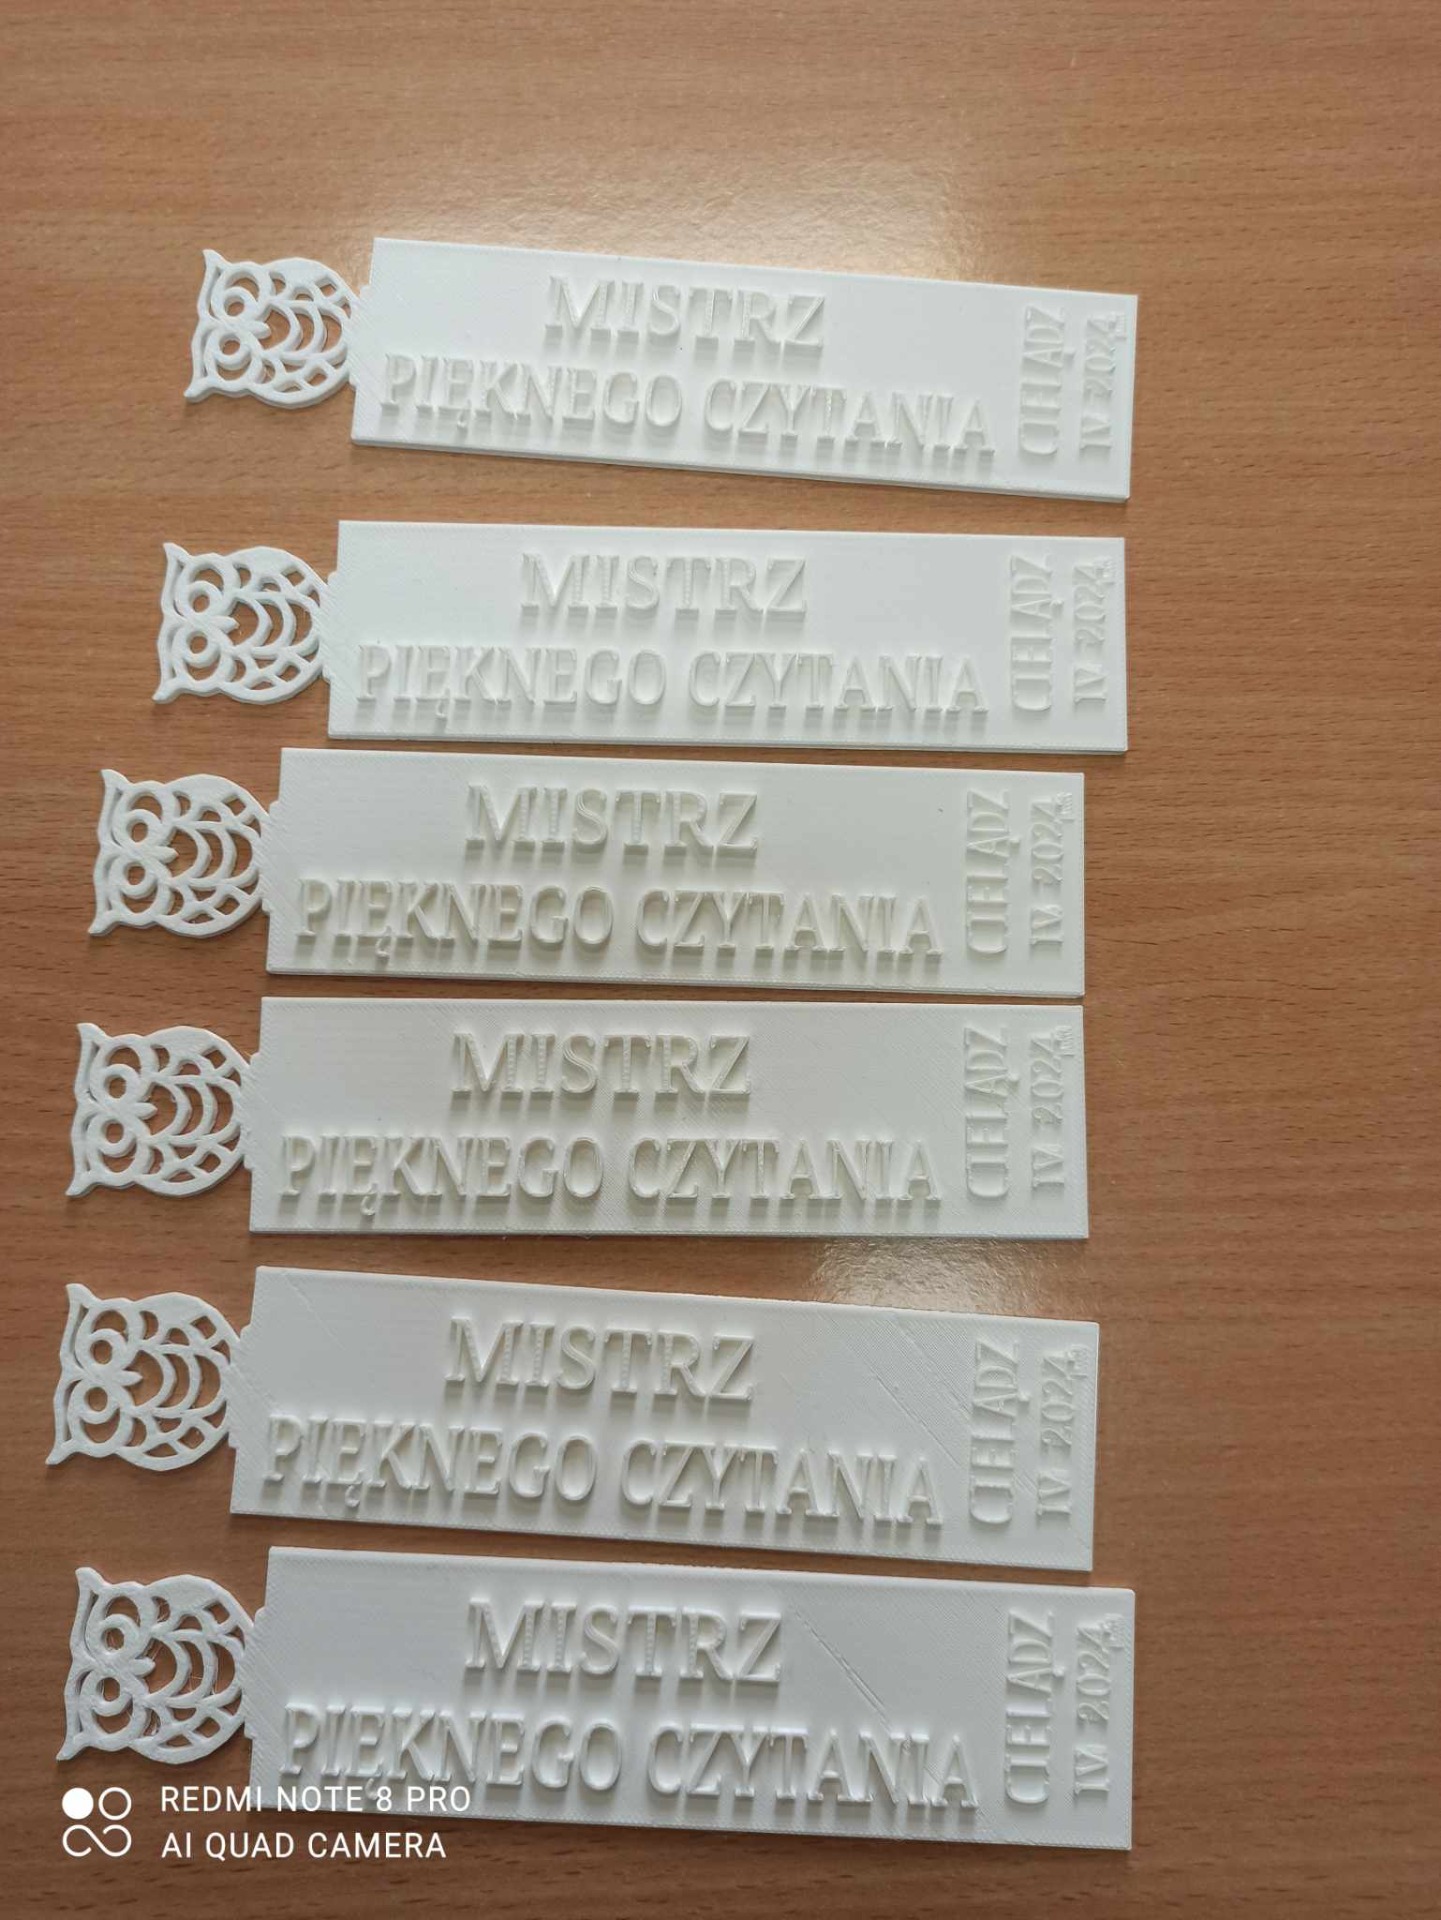 MISTRZ
PIĘKNEGO CZYTANIA
CIELĄDZ
IV 2024
MISTRZ
PIĘKNEGO CZYTANIA
CIELĄDZ
IV 2024
MISTRZ
PIĘKNEGO CZYTANIA
CIELĄDZ
IV 2024
MISTRZ
PIĘKNEGO CZYTANIA
CIELĄDZ
IV 2024
MISTRZ
PIĘKNEGO CZYTANIA
CIELĄDZ
IV 2024
MISTRZ
PIĘKNEGO CZYTANIA
CIELĄDZ
IV 2024
REDMI NOTE 8 PRO
AI QUAD CAMERA